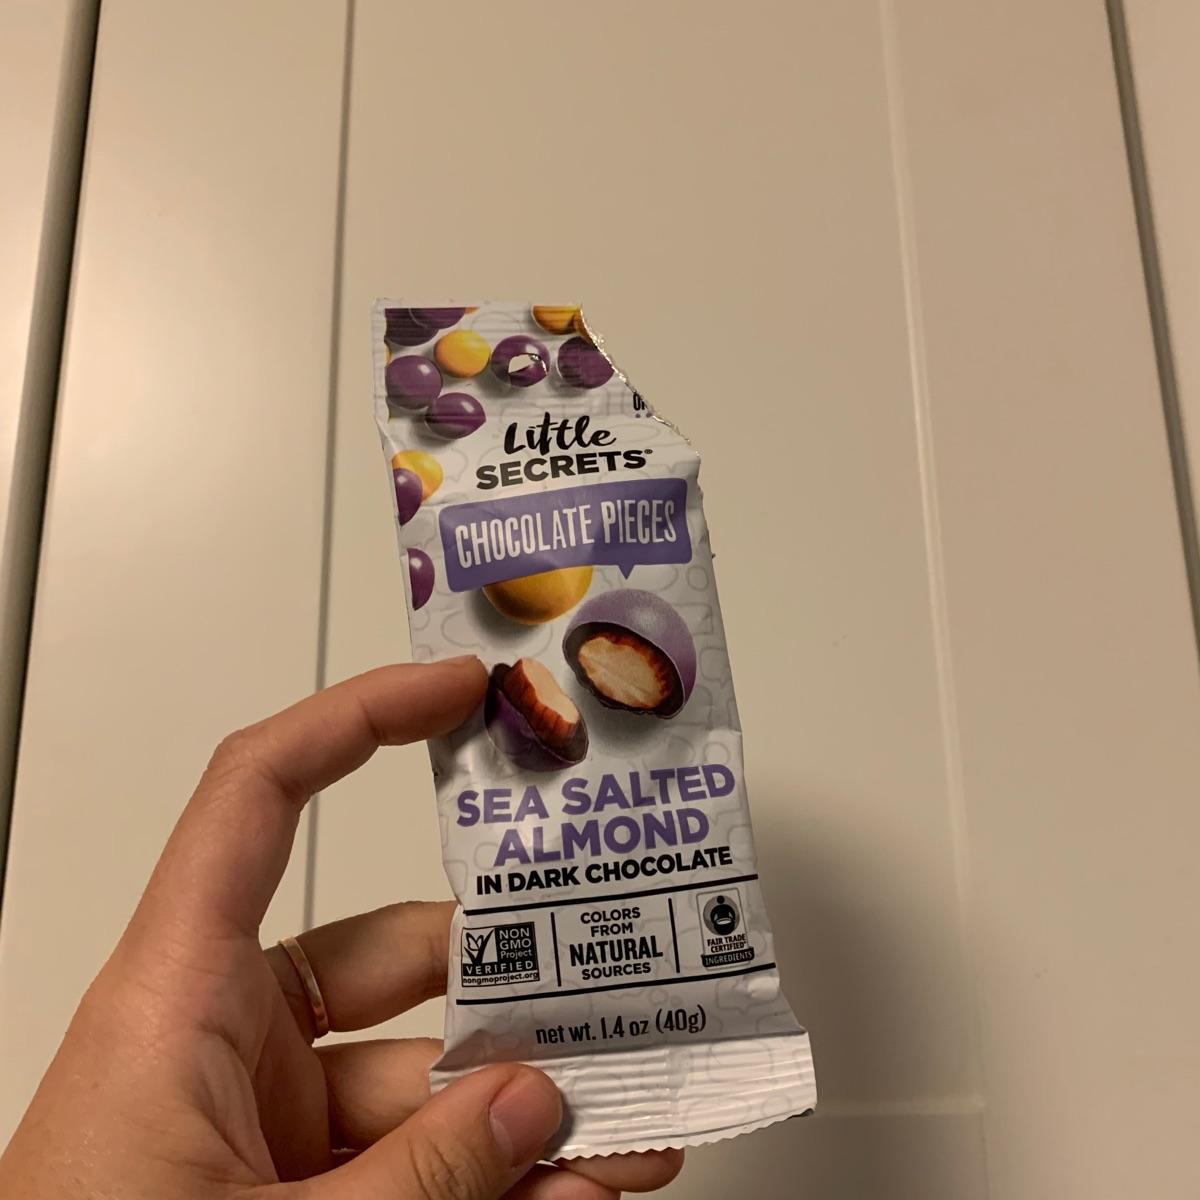 Little
SECRETS®
CHOCOLATE PIECES
SEA SALTED
ALMOND
IN DARK CHOCOLATE
NON
GMO
Project
VERIFIED
nongmoproject.org
COLORS
FROM
NATURAL
SOURCES
FAIR TRADE
CERTIFIED™
INGREDIENTS
net wt. 1.4 oz (40g)